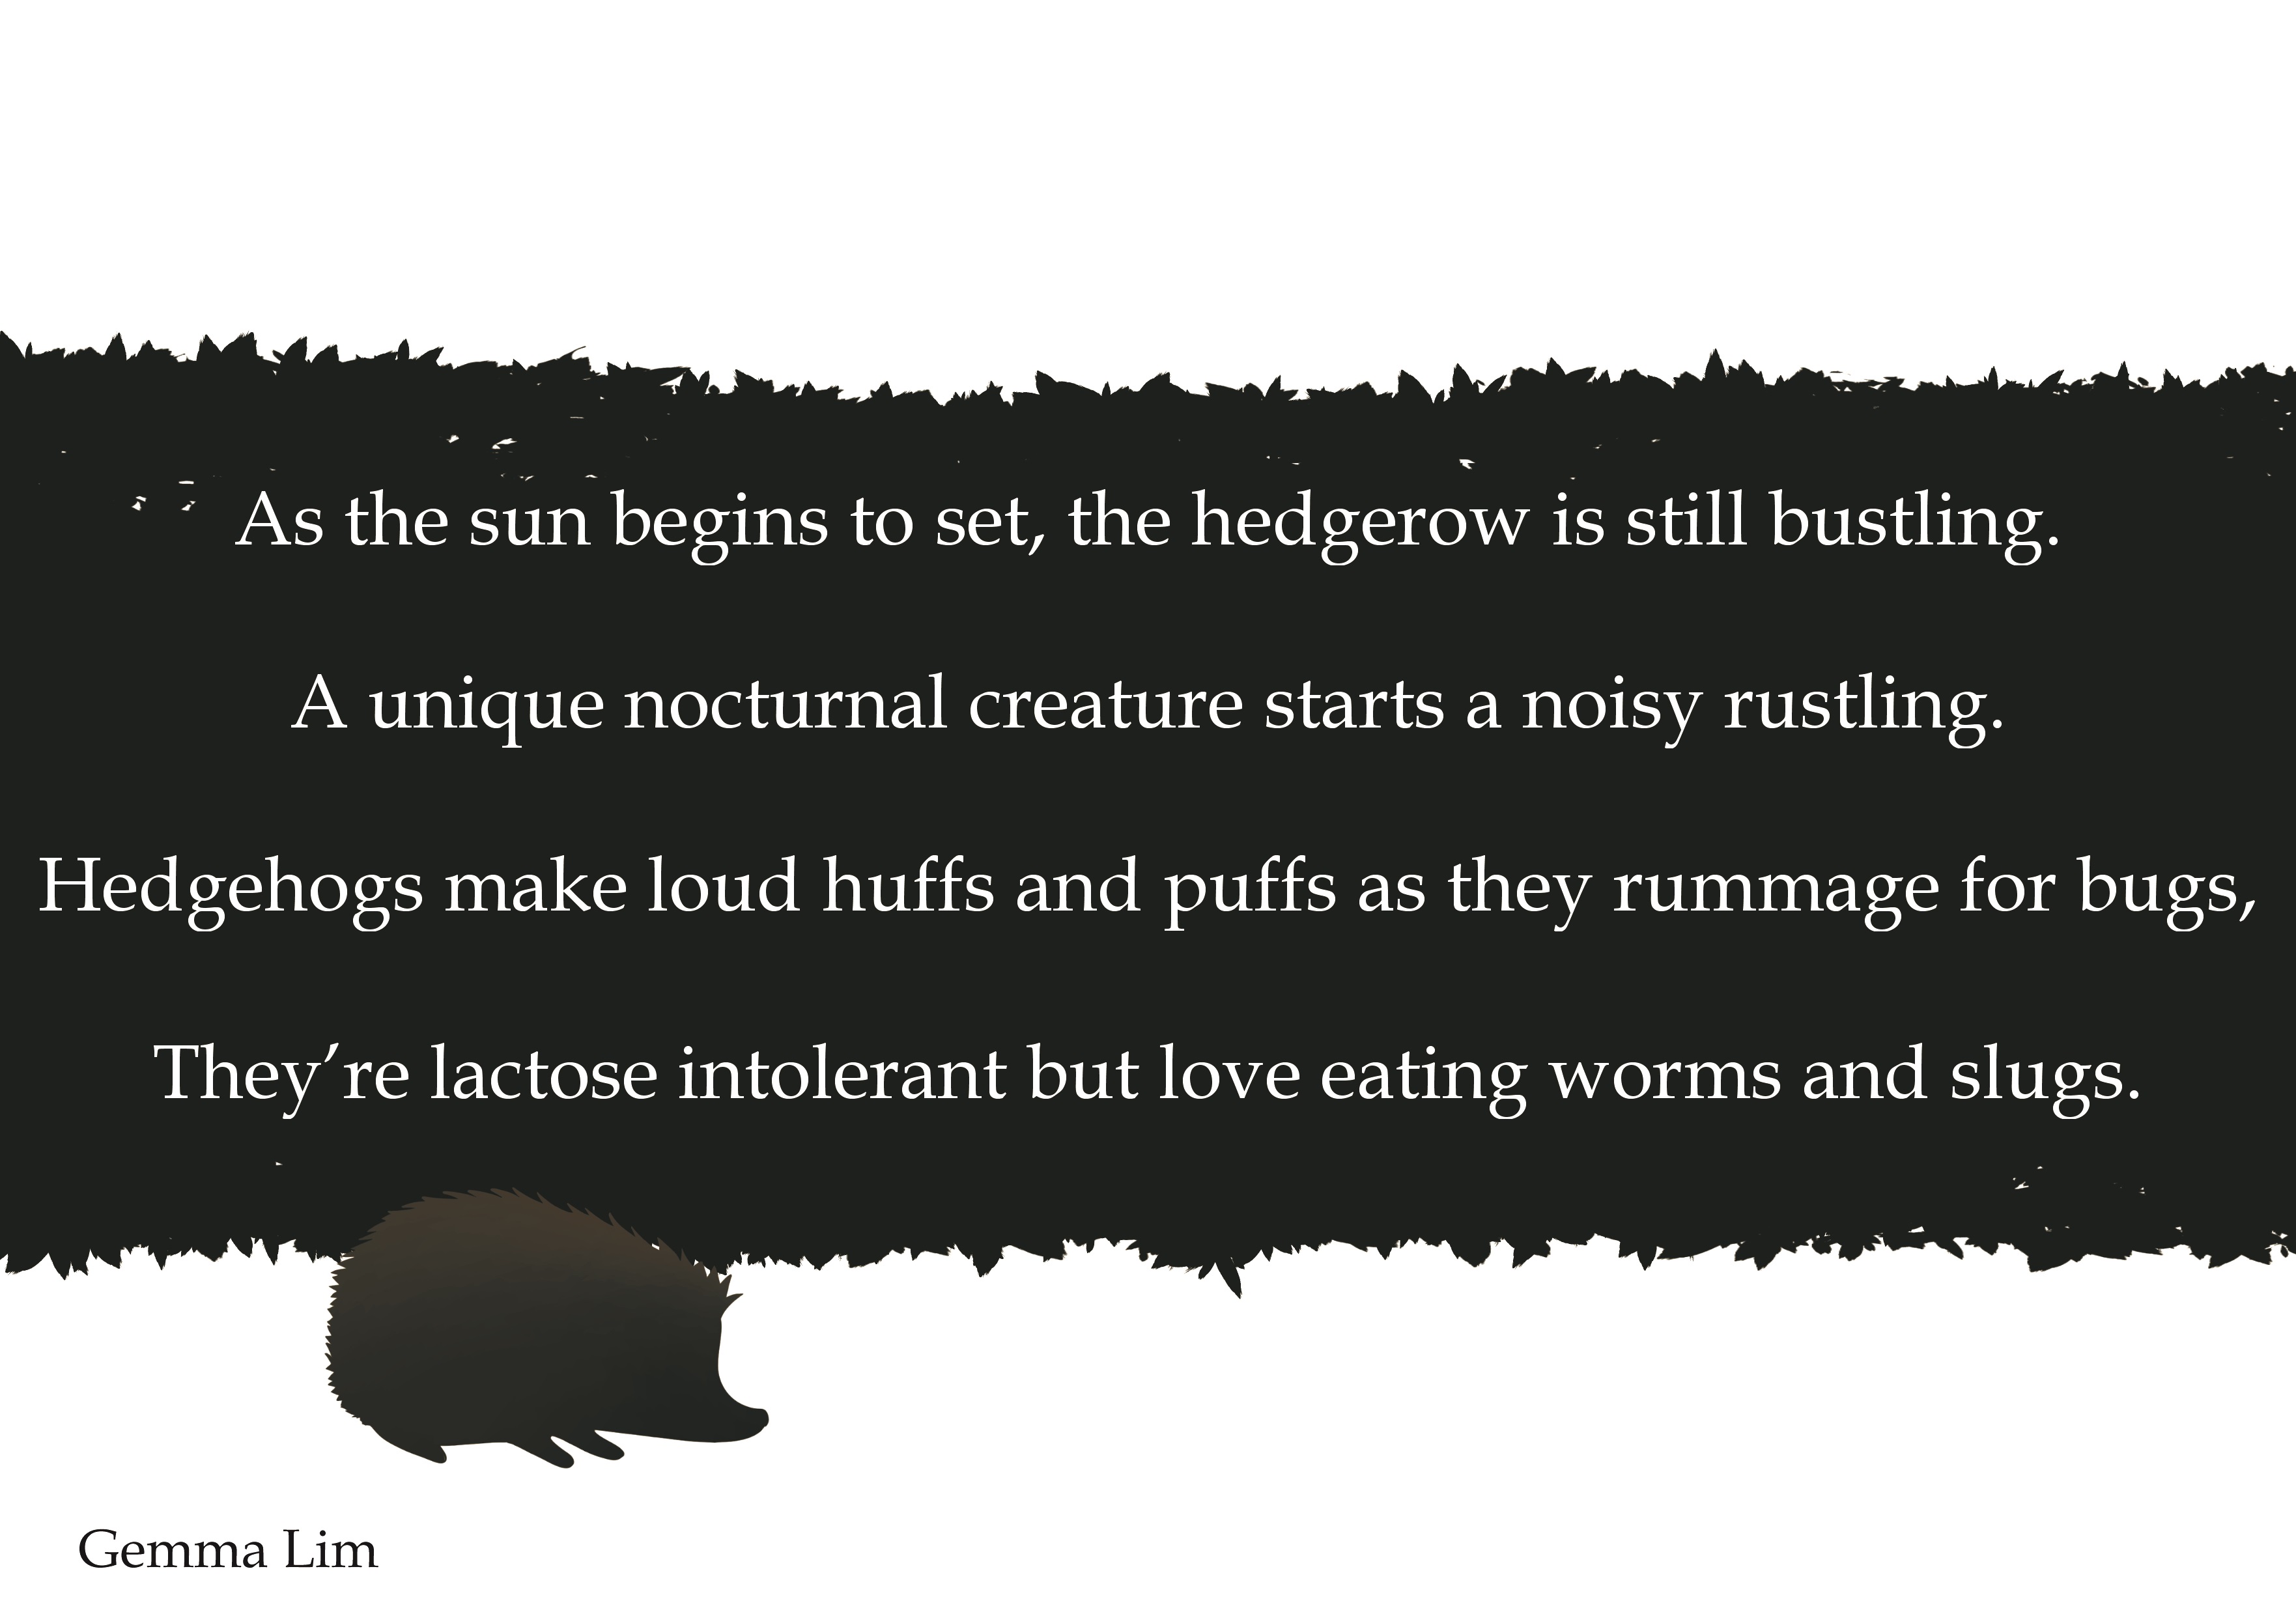 As the sun begins to set, the hedgerow is still bustling.
A unique nocturnal creature starts a noisy rustling.
Hedgehogs make loud huffs and puffs as they rummage for bugs,
They’re lactose intolerant but love eating worms and slugs.
Gemma Lim